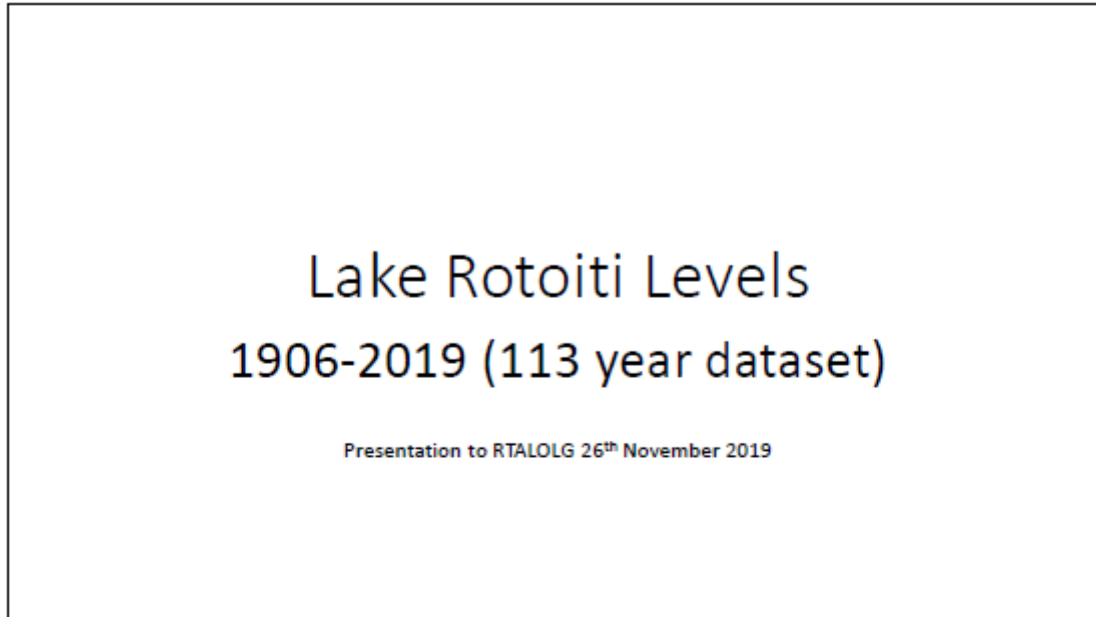 Lake Rotoiti Levels
1906-2019 (113 year dataset)
Presentation to RTALOLG 26th November 2019